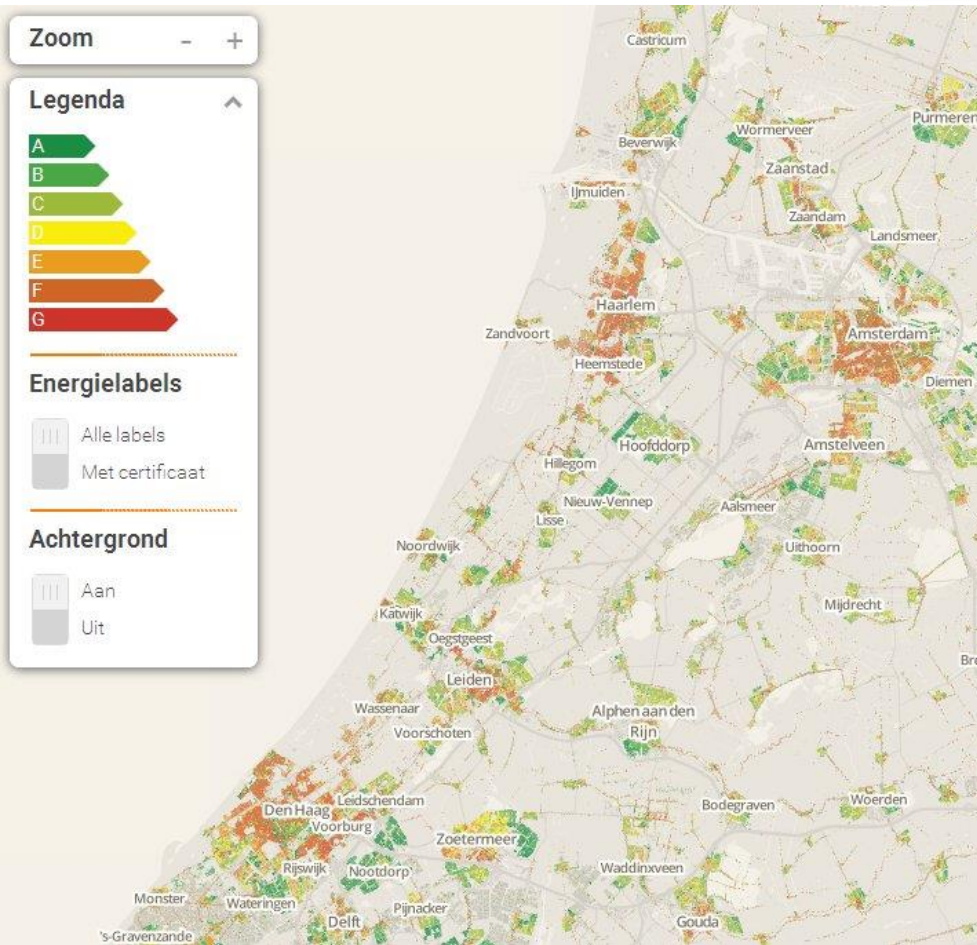 Zoom - +
Legenda
A
B
C
D
E
F
G
Energielabels
Alle labels
Met certificaat
Achtergrond
Aan
Uit
Castricum
Purmeren
Wormerveer
Beverwijk
Zaanstad
IJmuiden
Zaandam
Landsmeer
Haarlem
Zandvoort
Amsterdam
Heemstede
Diemen
Hoofddorp
Amstelveen
Hillegom
Nieuw-Vennep
Aalsmeer
Lisse
Noordwijk
Uithoorn
Mijdrecht
Katwijk
Oegstgeest
Bre
Leiden
Wassenaar
Alphen aan den
Rijn
Voorschoten
Den Haag
Leidschendam
Bodegraven
Woerden
Voorburg
Zoetermeer
Rijswijk
Nootdorp
Waddinxveen
Monster
Wateringen
Pijnacker
Delft
Gouda
's-Gravenzande